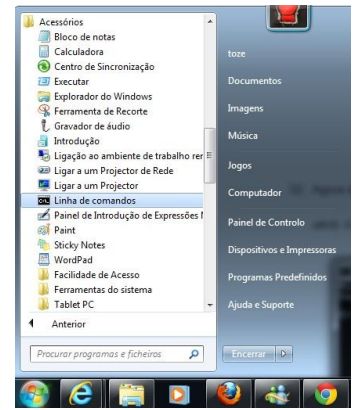 Acessórios
Bloco de notas
Calculadora
Centro de Sincronização
Executar
Explorador do Windows
Ferramenta de Recorte
Gravador de áudio
Introdução
Ligação ao ambiente de trabalho rer
Ligar a um Projector de Rede
Ligar a um Projector
Linha de comandos
Painel de Introdução de Expressões
Paint
Sticky Notes
WordPad
Facilidade de Acesso
Ferramentas do sistema
Tablet PC
Anterior
Procurar programas e ficheiros
toze
Documentos
Imagens
Música
Jogos
Computador
Painel de Controlo
Dispositivos e Impressoras
Programas Predefinidos
Ajuda e Suporte
Encerrar